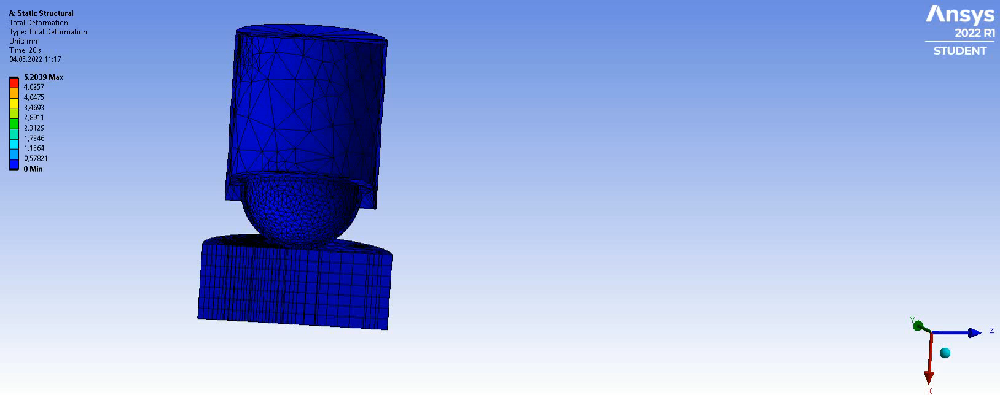 A: Static Structural
Total Deformation
Type: Total Deformation
Unit: mm
Time: 20 s
04.05.2022 11:17
5,2039 Max
4,6257
4,0475
3,4693
2,8911
2,3129
1,7346
1,1564
0,57821
0 Min
Ansys
2022 R1
STUDENT
Y
Z
X